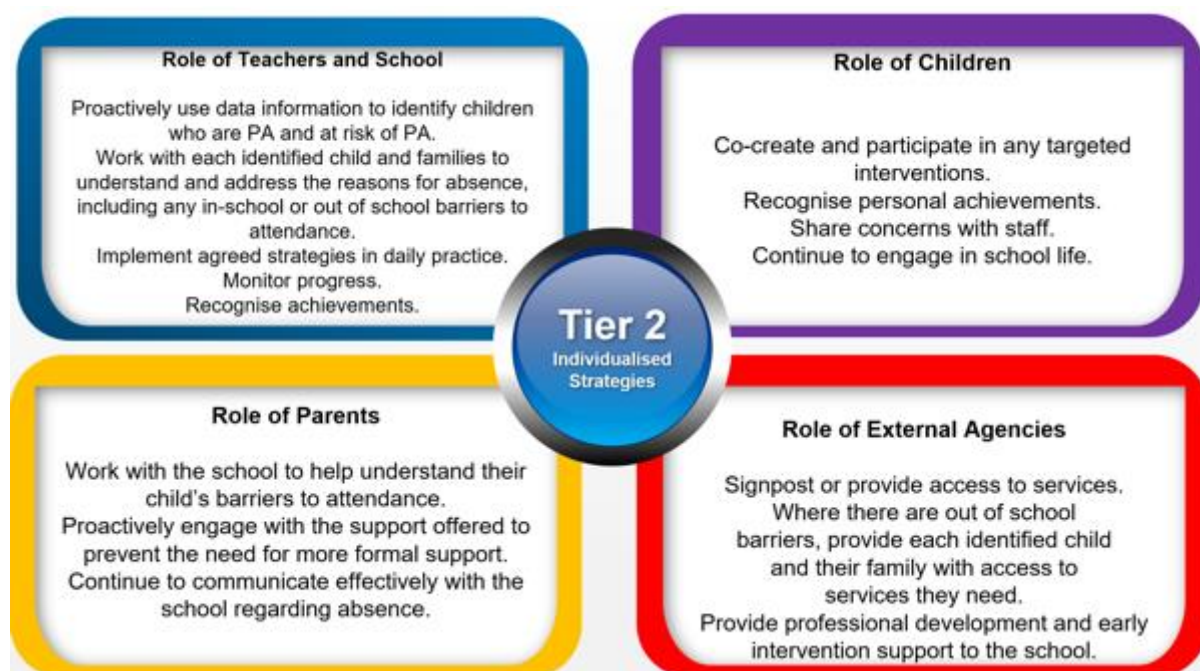 Role of Teachers and School
Proactively use data information to identify children
who are PA and at risk of PA.
Work with each identified child and families to
understand and address the reasons for absence,
including any in-school or out of school barriers to
attendance.
Implement agreed strategies in daily practice.
Monitor progress.
Recognise achievements.
Role of Children
Co-create and participate in any targeted
interventions.
Recognise personal achievements.
Share concerns with staff.
Continue to engage in school life.
Tier 2
Individualised
Strategies
Role of Parents
Work with the school to help understand their
child's barriers to attendance.
Proactively engage with the support offered to
prevent the need for more formal support.
Continue to communicate effectively with the
school regarding absence.
Role of External Agencies
Signpost or provide access to services.
Where there are out of school
barriers, provide each identified child
and their family with access to
services they need.
Provide professional development and early
intervention support to the school.